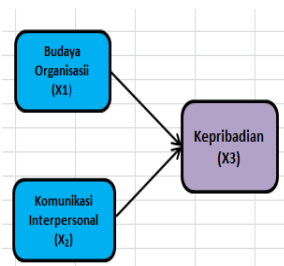 Budaya
Organisasii
(X1)
Kepribadian
(X3)
Komunikasi
Interpersonal
(X₂)